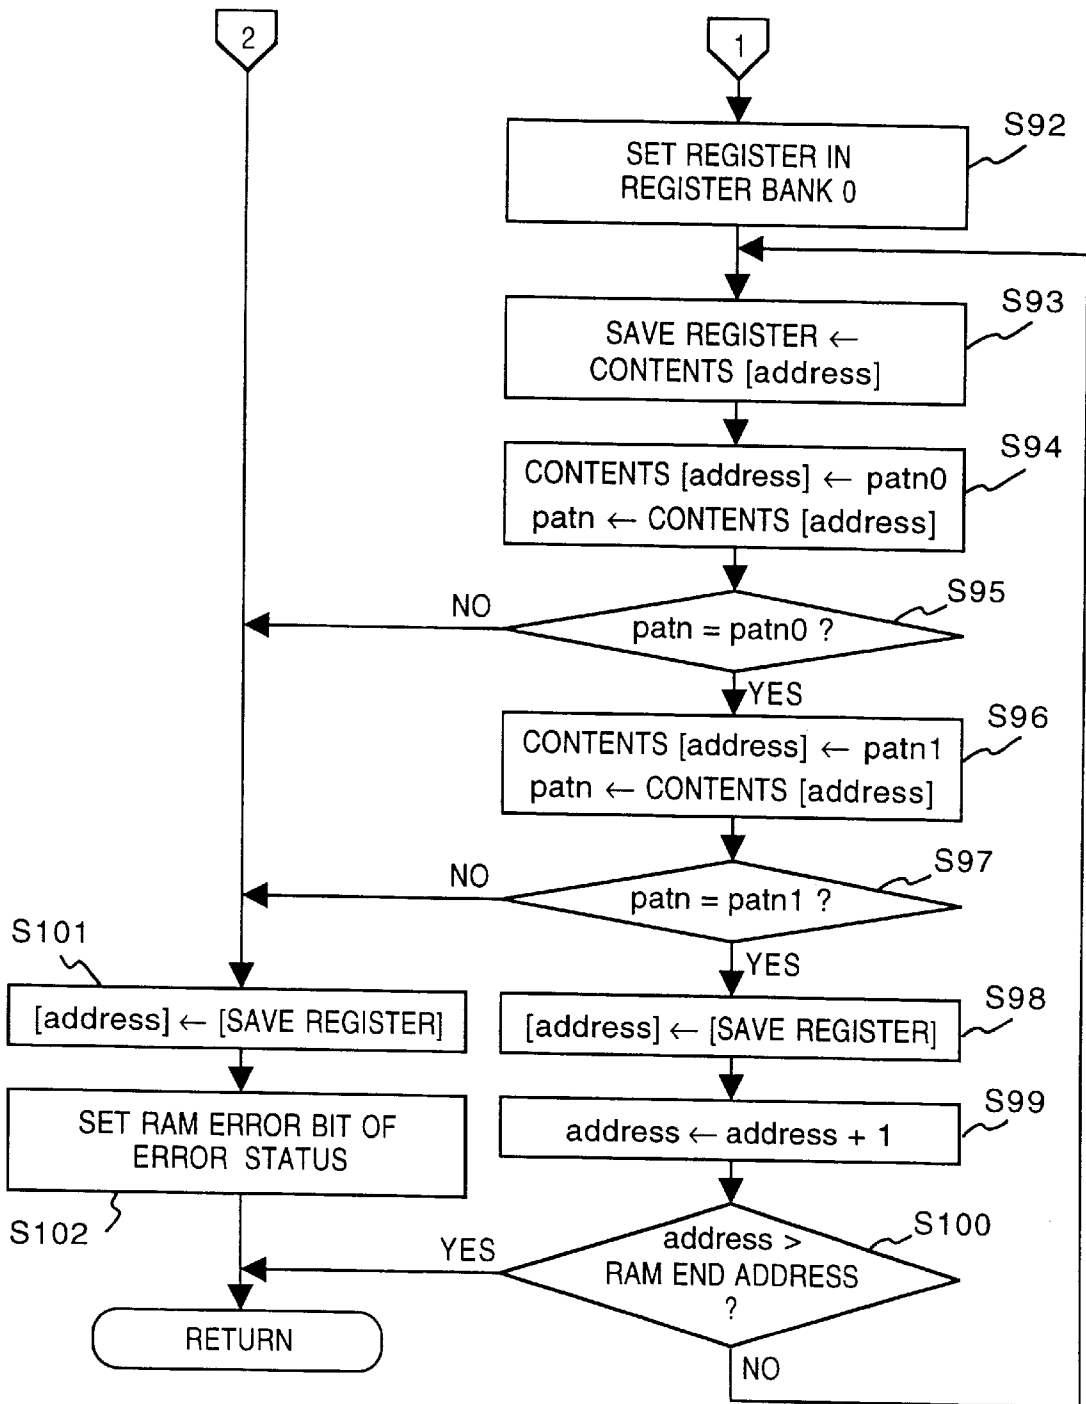 2
1
S92
SET REGISTER IN
REGISTER BANK 0
S93
SAVE REGISTER ←
CONTENTS [address]
S94
CONTENTS [address] ← patn0
patn ← CONTENTS [address]
S95
NO
patn = patn0 ?
YES
S96
CONTENTS [address] ← patn1
patn ← CONTENTS [address]
S97
NO
patn = patn1 ?
YES
S101
[address] ← [SAVE REGISTER]
S98
[address] ← [SAVE REGISTER]
S99
address ← address + 1
SET RAM ERROR BIT OF
ERROR STATUS
S102
S100
YES
address >
RAM END ADDRESS
?
RETURN
NO